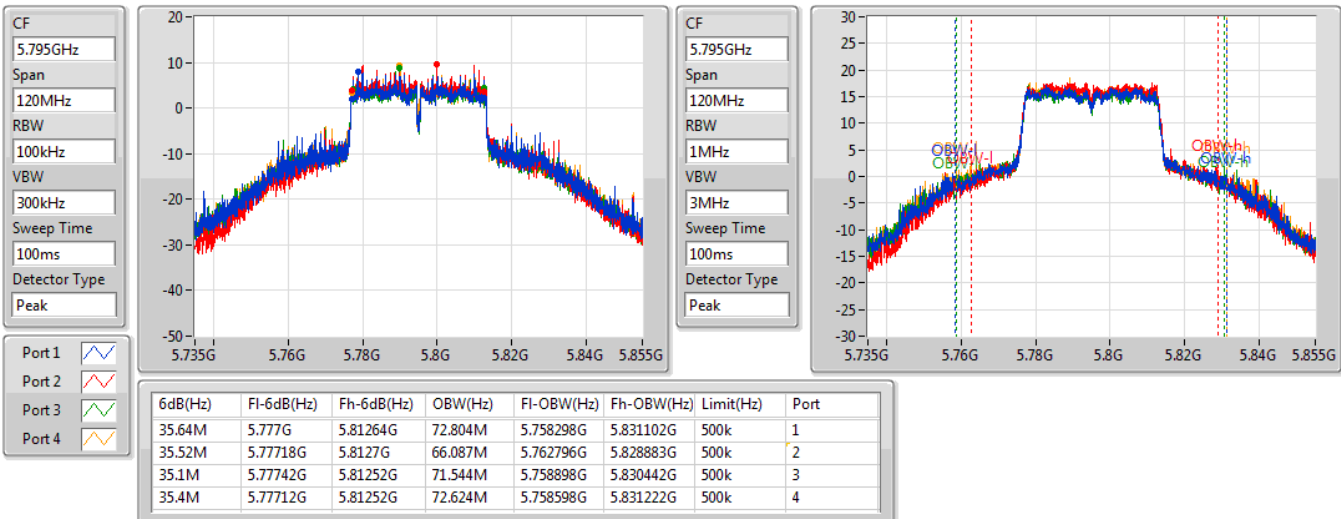 CF
5.795GHz
Span
120MHz
RBW
100kHz
VBW
300kHz
Sweep Time
100ms
Detector Type
Peak
20
10
0
-10
-20
-30
-40
-50
5.735G 5.76G 5.78G 5.8G 5.82G 5.84G 5.855G
CF
5.795GHz
Span
120MHz
RBW
1MHz
VBW
3MHz
Sweep Time
100ms
Detector Type
Peak
30
25
20
15
10
5
0
-5
-10
-15
-20
-25
-30
OBW-l
OBW-l
OBW-h
OBW-h
5.735G 5.76G 5.78G 5.8G 5.82G 5.84G 5.855G
Port 1
Port 2
Port 3
Port 4
6dB(Hz) Fl-6dB(Hz) Fh-6dB(Hz) OBW(Hz) Fl-OBW(Hz) Fh-OBW(Hz) Limit(Hz) Port
35.64M 5.777G 5.81264G 72.804M 5.758298G 5.831102G 500k 1
35.52M 5.77718G 5.8127G 66.087M 5.762796G 5.828883G 500k 2
35.1M 5.77742G 5.81252G 71.544M 5.758898G 5.830442G 500k 3
35.4M 5.77712G 5.81252G 72.624M 5.758598G 5.831222G 500k 4